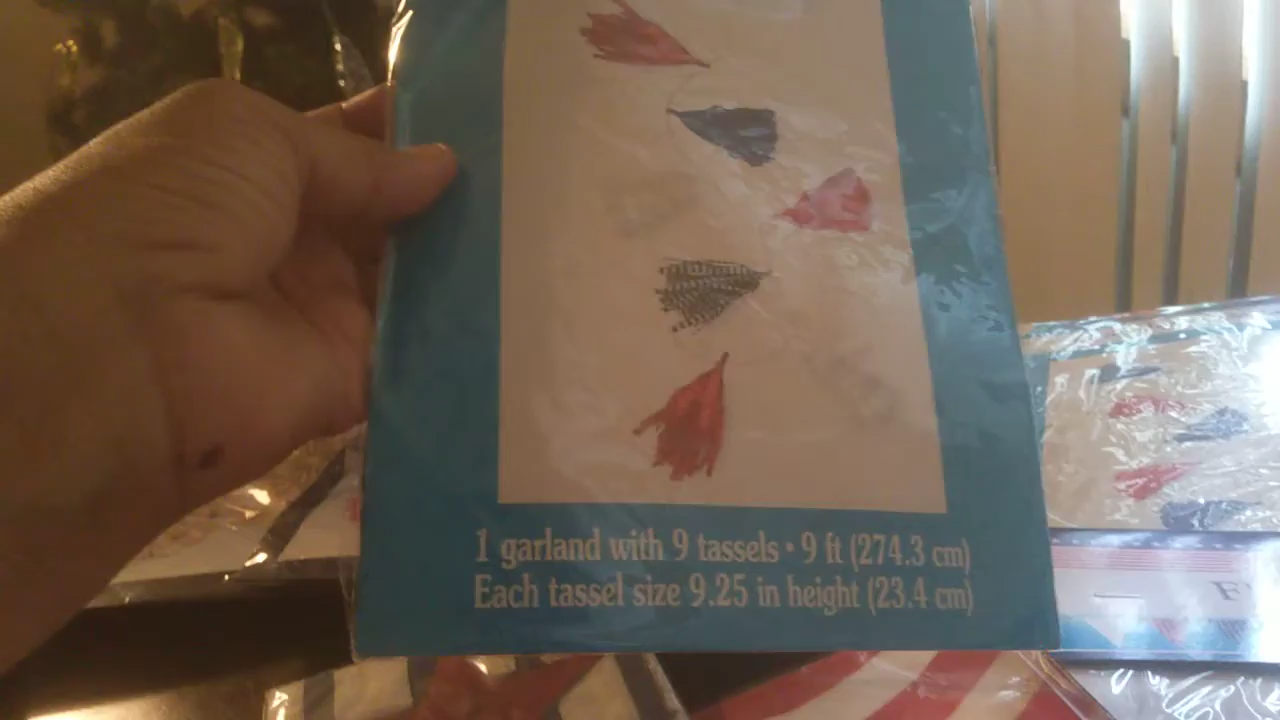 1 garland with 9 tassels • 9 ft (274.3 cm)
Each tassel size 9.25 in height (23.4 cm)